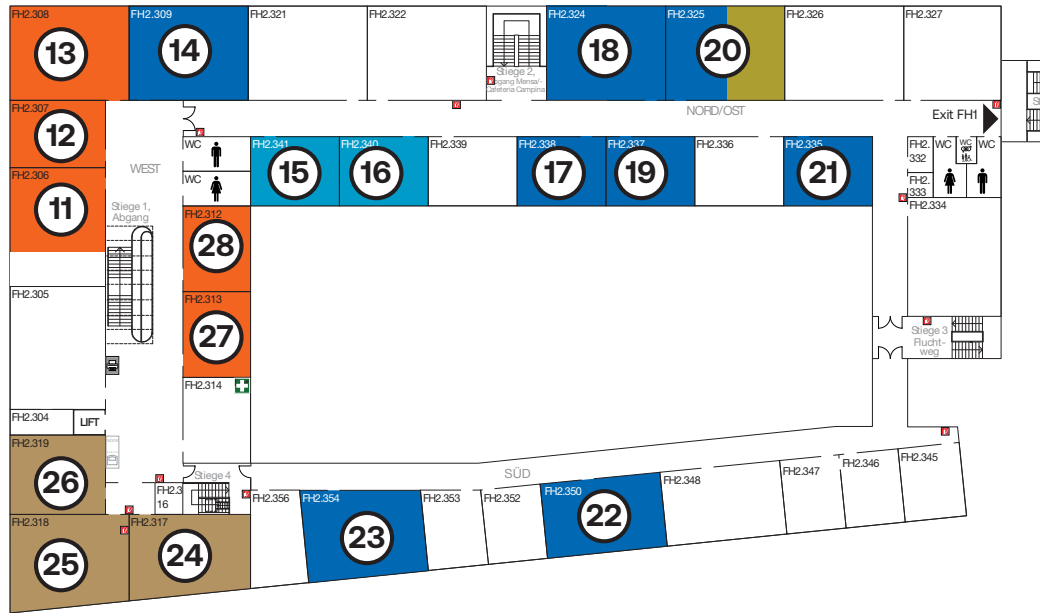 FH2.308
13
FH2.309
14
FH2.321
FH2.322
Stiege 2,
Abgang Mensa/-
Cafeteria Campina
FH2.324
18
FH2.325
20
FH2.326
FH2.327
FH2.307
12
NORD/OST
Exit FH1
WEST
WC
WC
FH2.341
15
FH2.340
16
FH2.339
FH2.338
17
FH2.337
19
FH2.336
FH2.335
21
FH2.
332
FH2.
333
WC
WC
WC
FH2.334
FH2.306
11
Stiege 1,
Abgang
FH2.312
28
FH2.305
FH2.313
27
Stiege 3
Flucht-
weg
FH2.314
FH2.304
LIFT
FH2.319
26
Stiege 4
SÜD
FH2.3
16
FH2.356
FH2.354
23
FH2.353
FH2.352
FH2.350
22
FH2.348
FH2.347
FH2.346
FH2.345
FH2.318
25
FH2.317
24